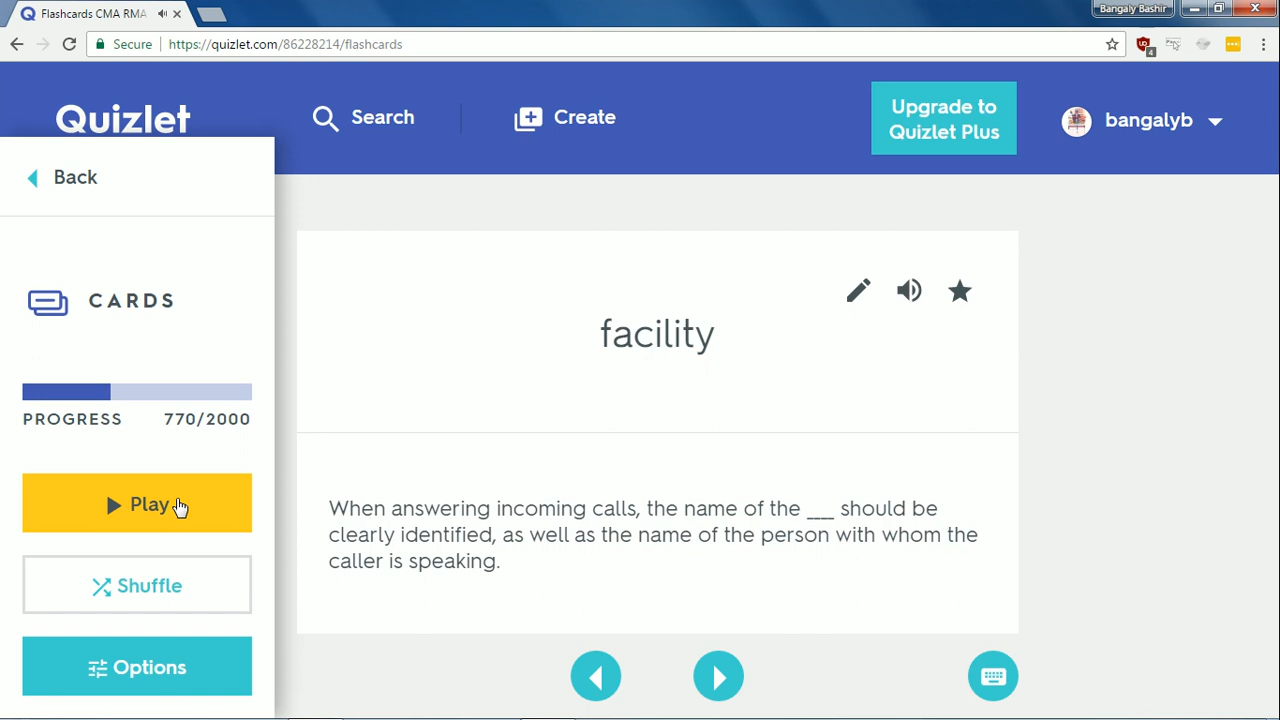 Flashcards CMA RMA
Bangaly Bashir
Secure
https://quizlet.com/86228214/flashcards
4
Quizlet
Search
Create
Upgrade to
Quizlet Plus
bangalyb
Back
CARDS
PROGRESS 770/2000
Play
Shuffle
Options
facility
When answering incoming calls, the name of the ____ should be
clearly identified, as well as the name of the person with whom the
caller is speaking.